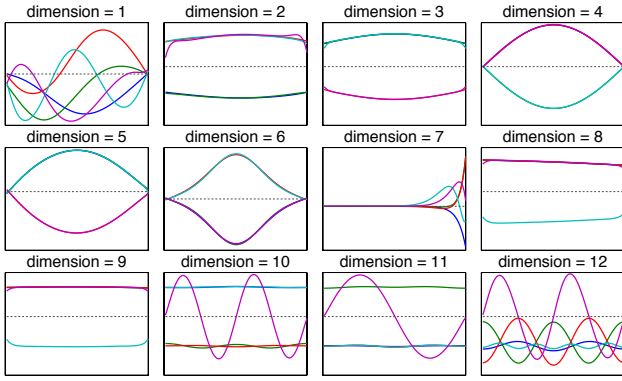 dimension = 1
dimension = 2
dimension = 3
dimension = 4
dimension = 5
dimension = 6
dimension = 7
dimension = 8
dimension = 9
dimension = 10
dimension = 11
dimension = 12